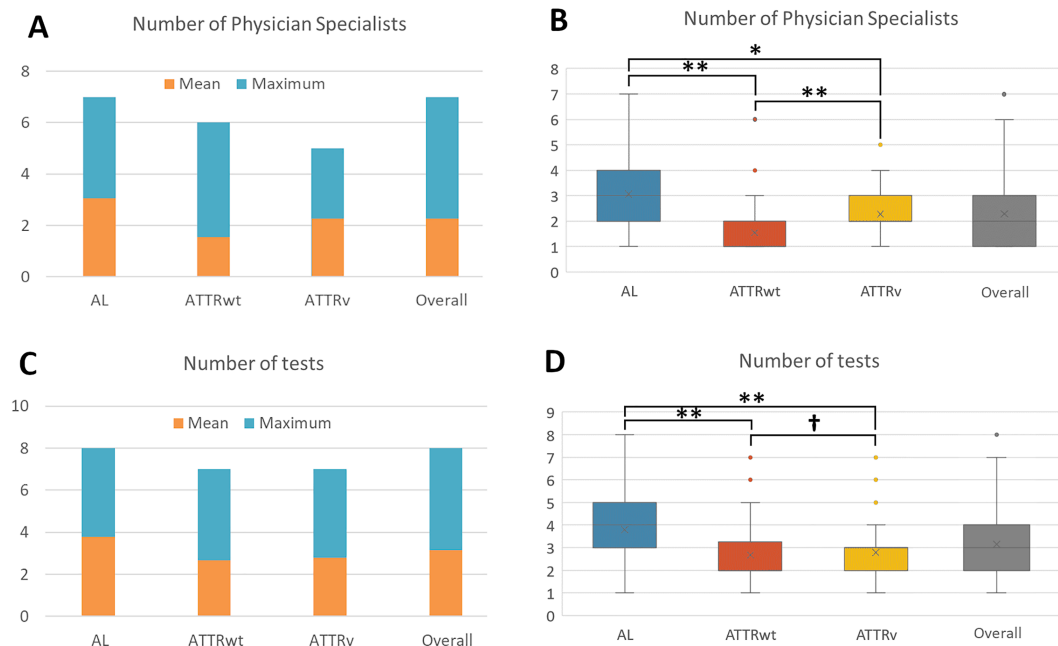 A
Number of Physician Specialists
Mean Maximum
8
6
4
2
0
AL ATTRwt ATTRv Overall
B
Number of Physician Specialists
*
**
**
8
7
6
5
4
3
2
1
0
AL ATTRwt ATTRv Overall
C
Number of tests
Mean Maximum
10
8
6
4
2
0
AL ATTRwt ATTRv Overall
D
Number of tests
**
**
†
9
8
7
6
5
4
3
2
1
0
AL ATTRwt ATTRv Overall